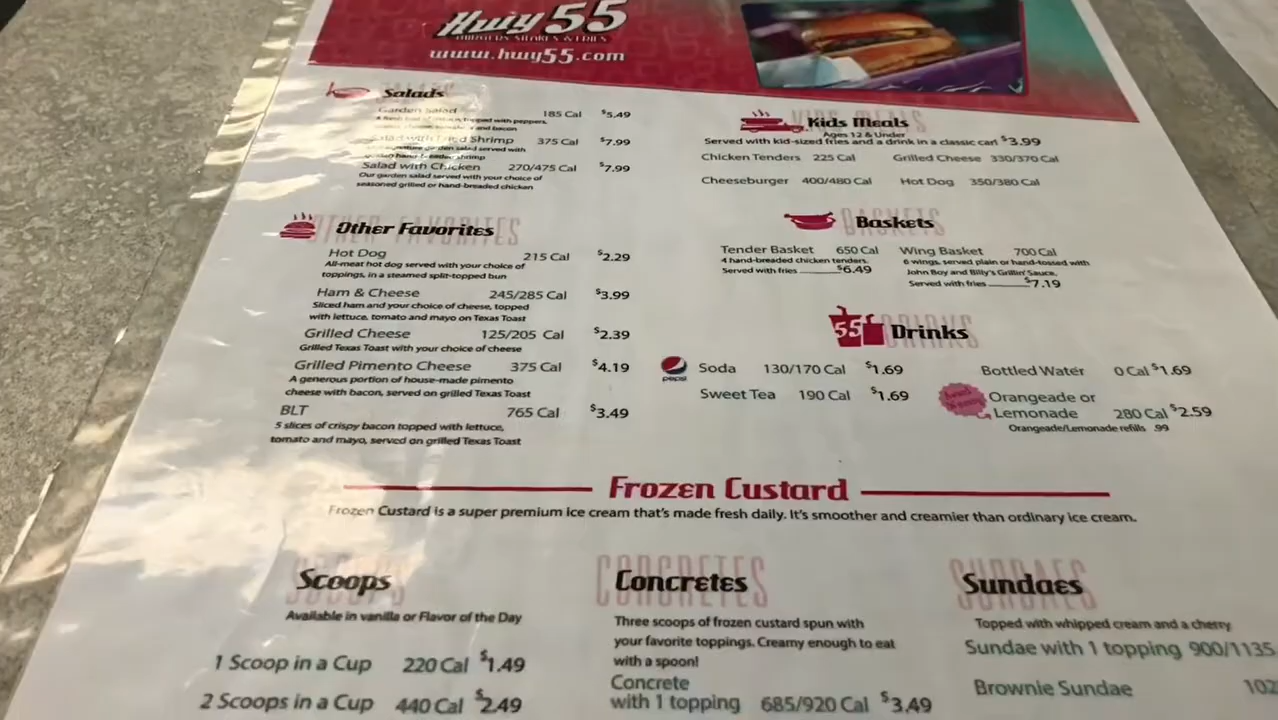 Hwy 55
BURGERS SHAKES & FRIES
www.hwy55.com
Salads
Garden Salad 185 Cal $5.49
A fresh bed of lettuce topped with peppers,
and bacon
Salad with Fried Shrimp 375 Cal $7.99
signature garden salad served with
golden hand-breaded shrimp
Salad with Chicken 270/475 Cal $7.99
Our garden salad served with your choice of
seasoned grilled or hand-breaded chicken
Other Favorites
Hot Dog 215 Cal $2.29
All-meat hot dog served with your choice of
toppings, in a steamed split-topped bun
Ham & Cheese 245/285 Cal $3.99
Sliced ham and your choice of cheese, topped
with lettuce, tomato and mayo on Texas Toast
Grilled Cheese 125/205 Cal $2.39
Grilled Texas Toast with your choice of cheese
Grilled Pimento Cheese 375 Cal $4.19
A generous portion of house-made pimento
cheese with bacon, served on grilled Texas Toast
BLT 765 Cal $3.49
5 slices of crispy bacon topped with lettuce,
tomato and mayo, served on grilled Texas Toast
Kids Meals
Ages 12 & Under
Served with kid-sized fries and a drink in a classic car! $3.99
Chicken Tenders 225 Cal Grilled Cheese 330/370 Cal
Cheeseburger 400/480 Cal Hot Dog 350/380 Cal
Baskets
Tender Basket 650 Cal
4 hand-breaded chicken tenders.
Served with fries $6.49
Wing Basket 700 Cal
6 wings, served plain or hand-tossed with
John Boy and Billy's Grillin' Sauce.
Served with fries $7.19
55 Drinks
pepsi Soda 130/170 Cal $1.69
Sweet Tea 190 Cal $1.69
Bottled Water 0 Cal $1.69
Orangeade or
Lemonade 280 Cal $2.59
Orangeade/Lemonade refills .99
Frozen Custard
Frozen Custard is a super premium ice cream that's made fresh daily. It's smoother and creamier than ordinary ice cream.
Scoops
Available in vanilla or Flavor of the Day
1 Scoop in a Cup 220 Cal $1.49
2 Scoops in a Cup 440 Cal $2.49
Concretes
Three scoops of frozen custard spun with
your favorite toppings. Creamy enough to eat
with a spoon!
Concrete
with 1 topping 685/920 Cal $3.49
Sundaes
Topped with whipped cream and a cherry
Sundae with 1 topping 900/1135
Brownie Sundae 102